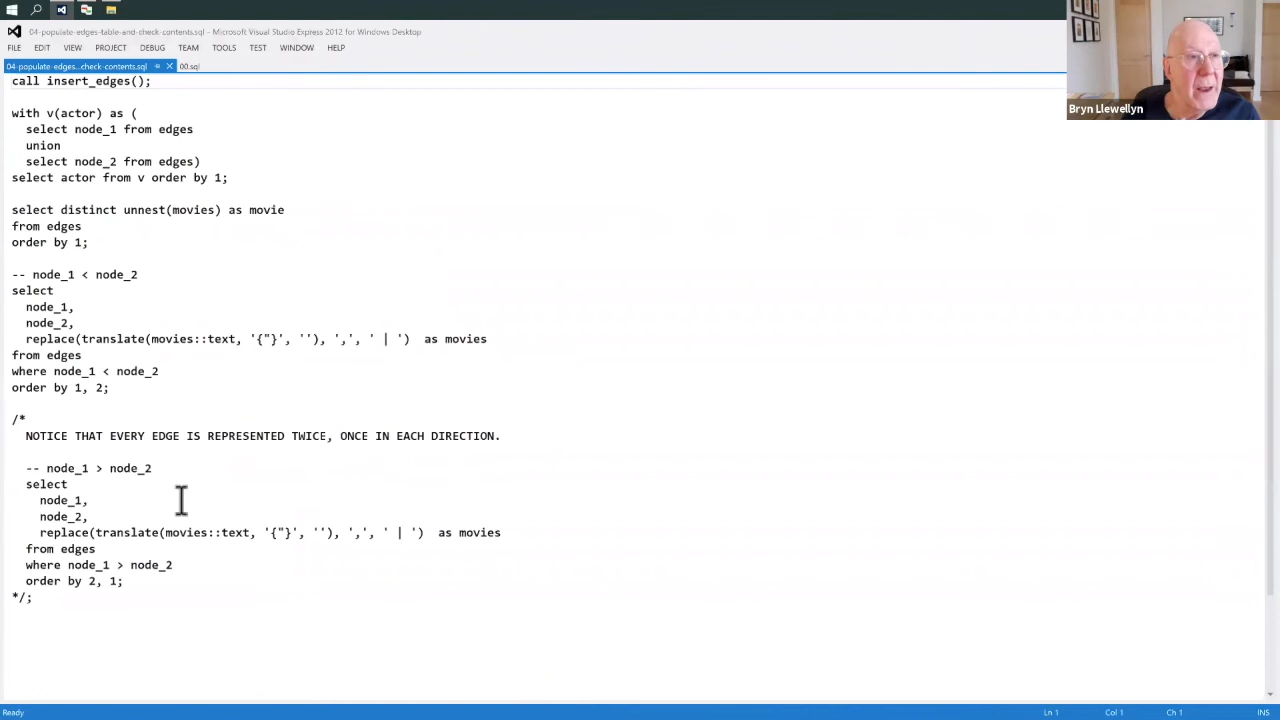 04-populate-edges-table-and-check-contents.sql - Microsoft Visual Studio Express 2012 for Windows Desktop
FILE EDIT VIEW PROJECT DEBUG TEAM TOOLS TEST WINDOW HELP
04-populate-edges...check-contents.sql 00.sql
call insert_edges();
with v(actor) as (
select node_1 from edges
union
select node_2 from edges)
select actor from v order by 1;
select distinct unnest(movies) as movie
from edges
order by 1;
-- node_1 < node_2
select
node_1,
node_2,
replace(translate(movies::text, '{"}', ''), ',', ' | ')  as movies
from edges
where node_1 < node_2
order by 1, 2;
/*
NOTICE THAT EVERY EDGE IS REPRESENTED TWICE, ONCE IN EACH DIRECTION.
-- node_1 > node_2
select
node_1,
node_2,
replace(translate(movies::text, '{"}', ''), ',', ' | ')  as movies
from edges
where node_1 > node_2
order by 2, 1;
*/;
Bryn Llewellyn
Ready Ln 1 Col 1 Ch 1 INS